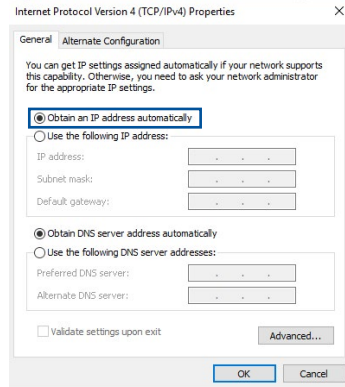 Internet Protocol Version 4 (TCP/IPv4) Properties
General
Alternate Configuration
You can get IP settings assigned automatically if your network supports
this capability. Otherwise, you need to ask your network administrator
for the appropriate IP settings.
Obtain an IP address automatically
Use the following IP address:
IP address:
Subnet mask:
Default gateway:
Obtain DNS server address automatically
Use the following DNS server addresses:
Preferred DNS server:
Alternate DNS server:
Validate settings upon exit
Advanced...
OK
Cancel